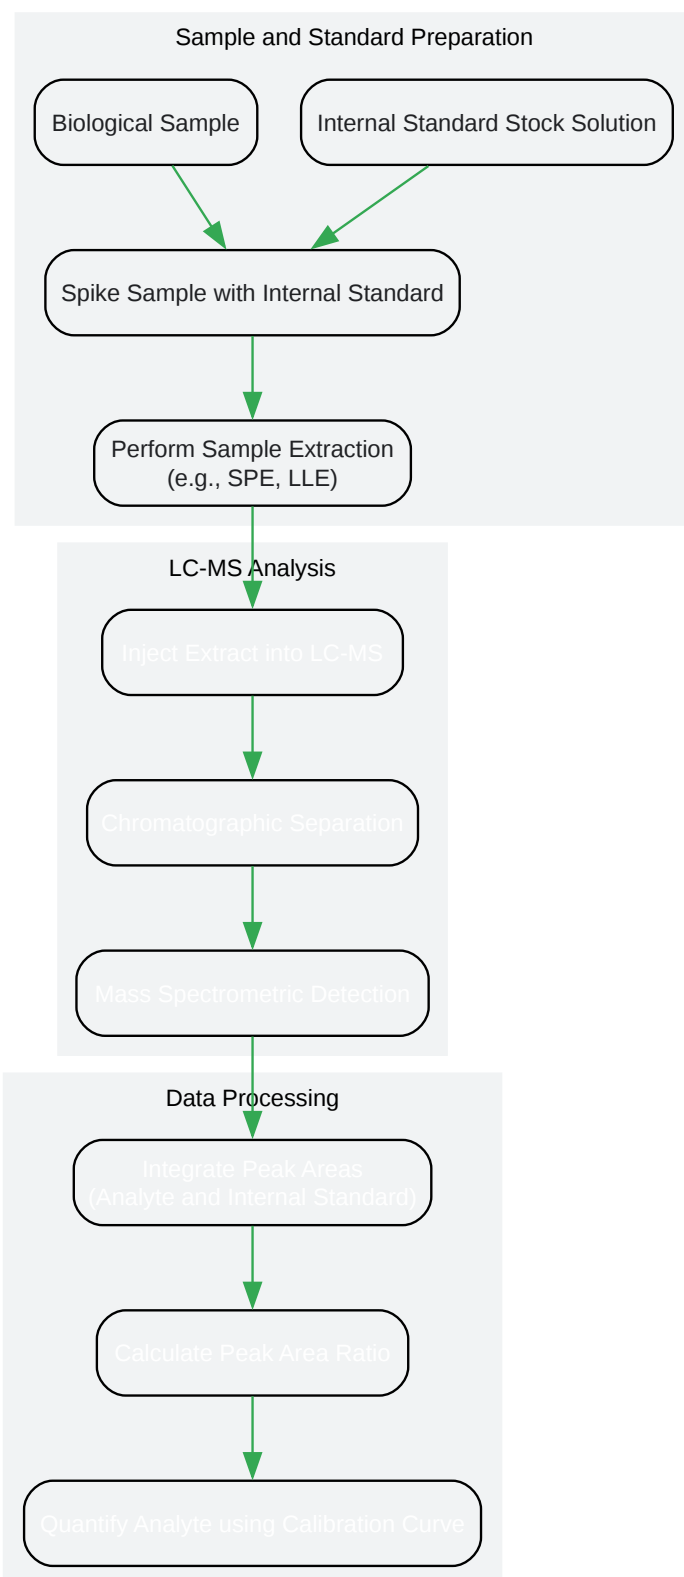 Sample and Standard Preparation
Biological Sample
Internal Standard Stock Solution
Spike Sample with Internal Standard
Perform Sample Extraction
(e.g., SPE, LLE)
LC-MS Analysis
Inject Extract into LC-MS
Chromatographic Separation
Mass Spectrometric Detection
Data Processing
Integrate Peak Areas
(Analyte and Internal Standard)
Calculate Peak Area Ratio
Quantify Analyte using Calibration Curve